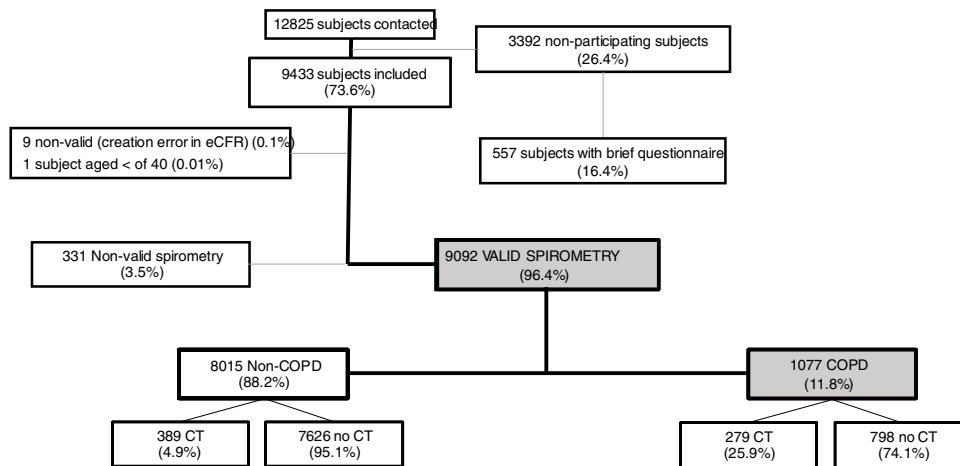 12825 subjects contacted
3392 non-participating subjects
(26.4%)
9433 subjects included
(73.6%)
9 non-valid (creation error in eCFR) (0.1%)
1 subject aged < of 40 (0.01%)
557 subjects with brief questionnaire
(16.4%)
331 Non-valid spirometry
(3.5%)
9092 VALID SPIROMETRY
(96.4%)
8015 Non-COPD
(88.2%)
1077 COPD
(11.8%)
389 CT
(4.9%)
7626 no CT
(95.1%)
279 CT
(25.9%)
798 no CT
(74.1%)